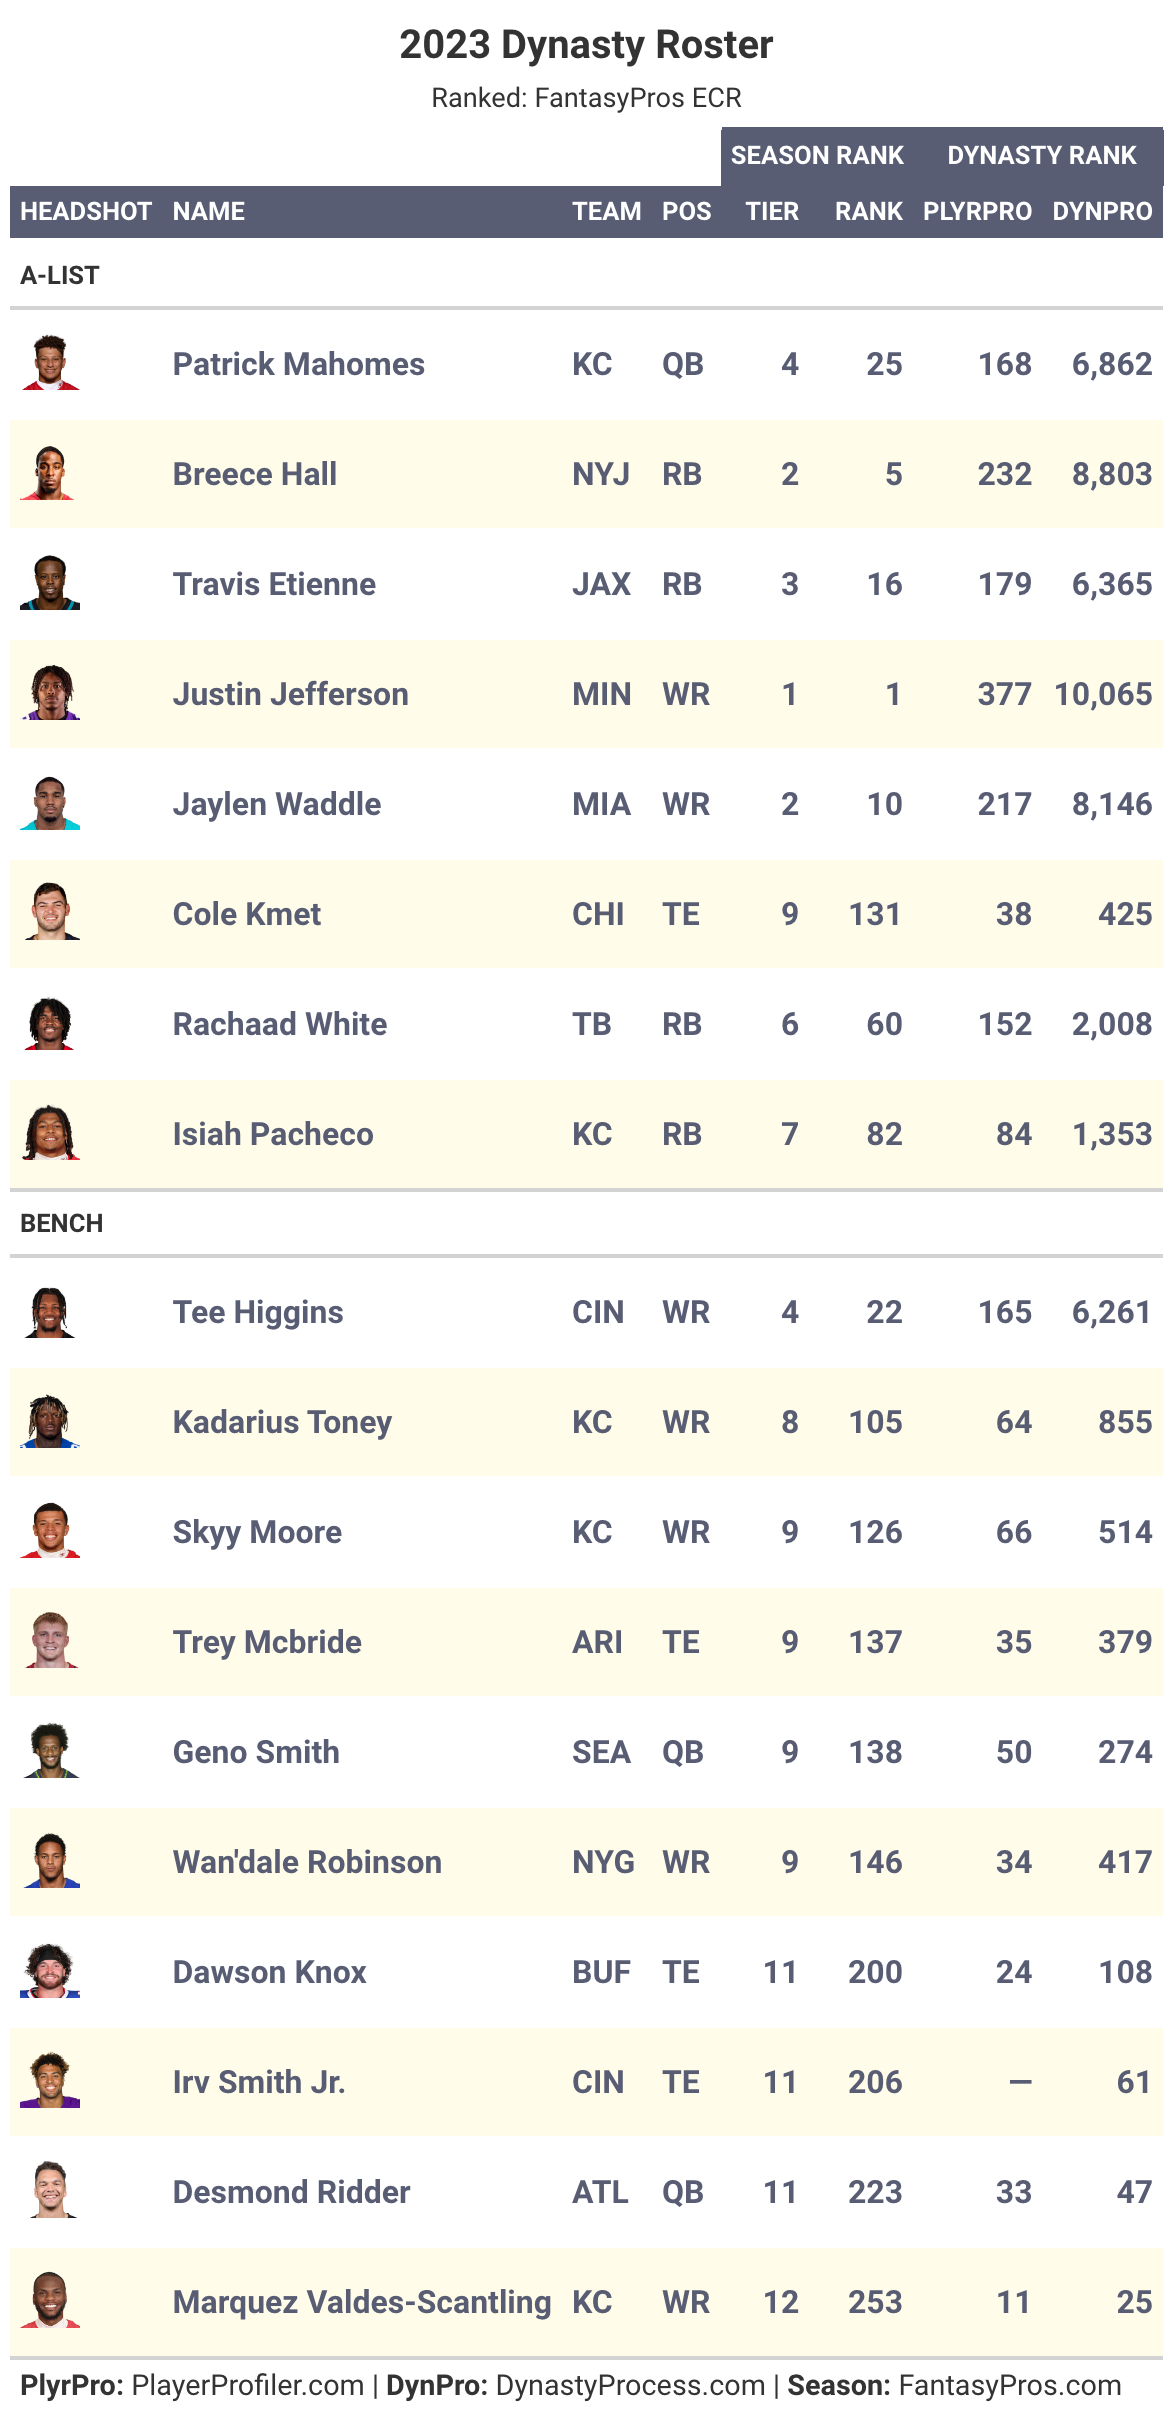 2023 Dynasty Roster
Ranked: FantasyPros ECR
SEASON RANK DYNASTY RANK
HEADSHOT NAME TEAM POS TIER RANK PLYRPRO DYNPRO
A-LIST
Patrick Mahomes KC QB 4 25 168 6,862
Breece Hall NYJ RB 2 5 232 8,803
Travis Etienne JAX RB 3 16 179 6,365
Justin Jefferson MIN WR 1 1 377 10,065
Jaylen Waddle MIA WR 2 10 217 8,146
Cole Kmet CHI TE 9 131 38 425
Rachaad White TB RB 6 60 152 2,008
Isiah Pacheco KC RB 7 82 84 1,353
BENCH
Tee Higgins CIN WR 4 22 165 6,261
Kadarius Toney KC WR 8 105 64 855
Skyy Moore KC WR 9 126 66 514
Trey Mcbride ARI TE 9 137 35 379
Geno Smith SEA QB 9 138 50 274
Wan'dale Robinson NYG WR 9 146 34 417
Dawson Knox BUF TE 11 200 24 108
Irv Smith Jr. CIN TE 11 206 — 61
Desmond Ridder ATL QB 11 223 33 47
Marquez Valdes-Scantling KC WR 12 253 11 25
PlyrPro: PlayerProfiler.com | DynPro: DynastyProcess.com | Season: FantasyPros.com